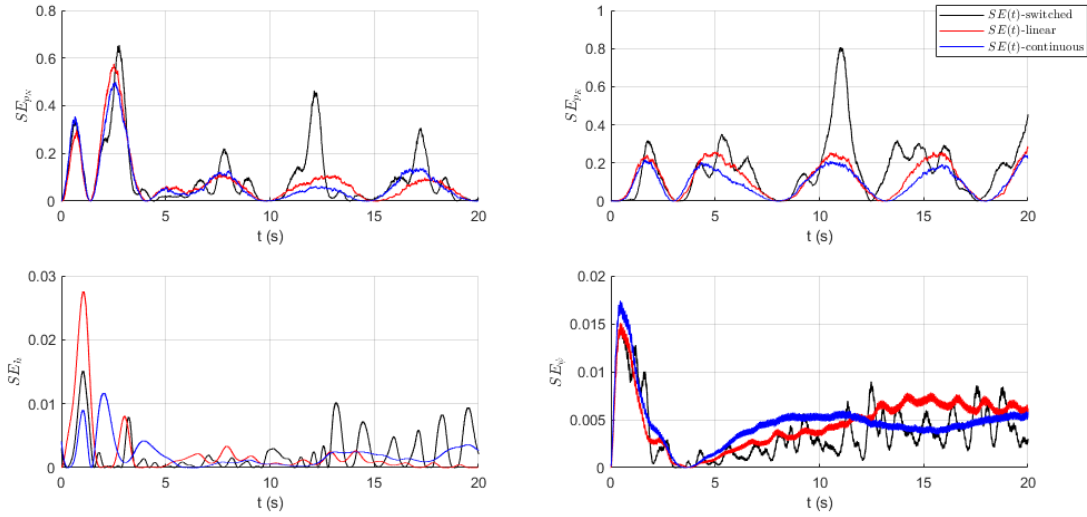 0.8
0.6
0.4
0.2
0
SE_{p_E}
0 5 10 15 20
t (s)
1
0.8
0.6
0.4
0.2
0
SE_{p_E}
0 5 10 15 20
t (s)
SE(t)-switched
SE(t)-linear
SE(t)-continuous
0.03
0.02
0.01
0
SE_h
0 5 10 15 20
t (s)
0.02
0.015
0.01
0.005
0
SE_ψ
0 5 10 15 20
t (s)